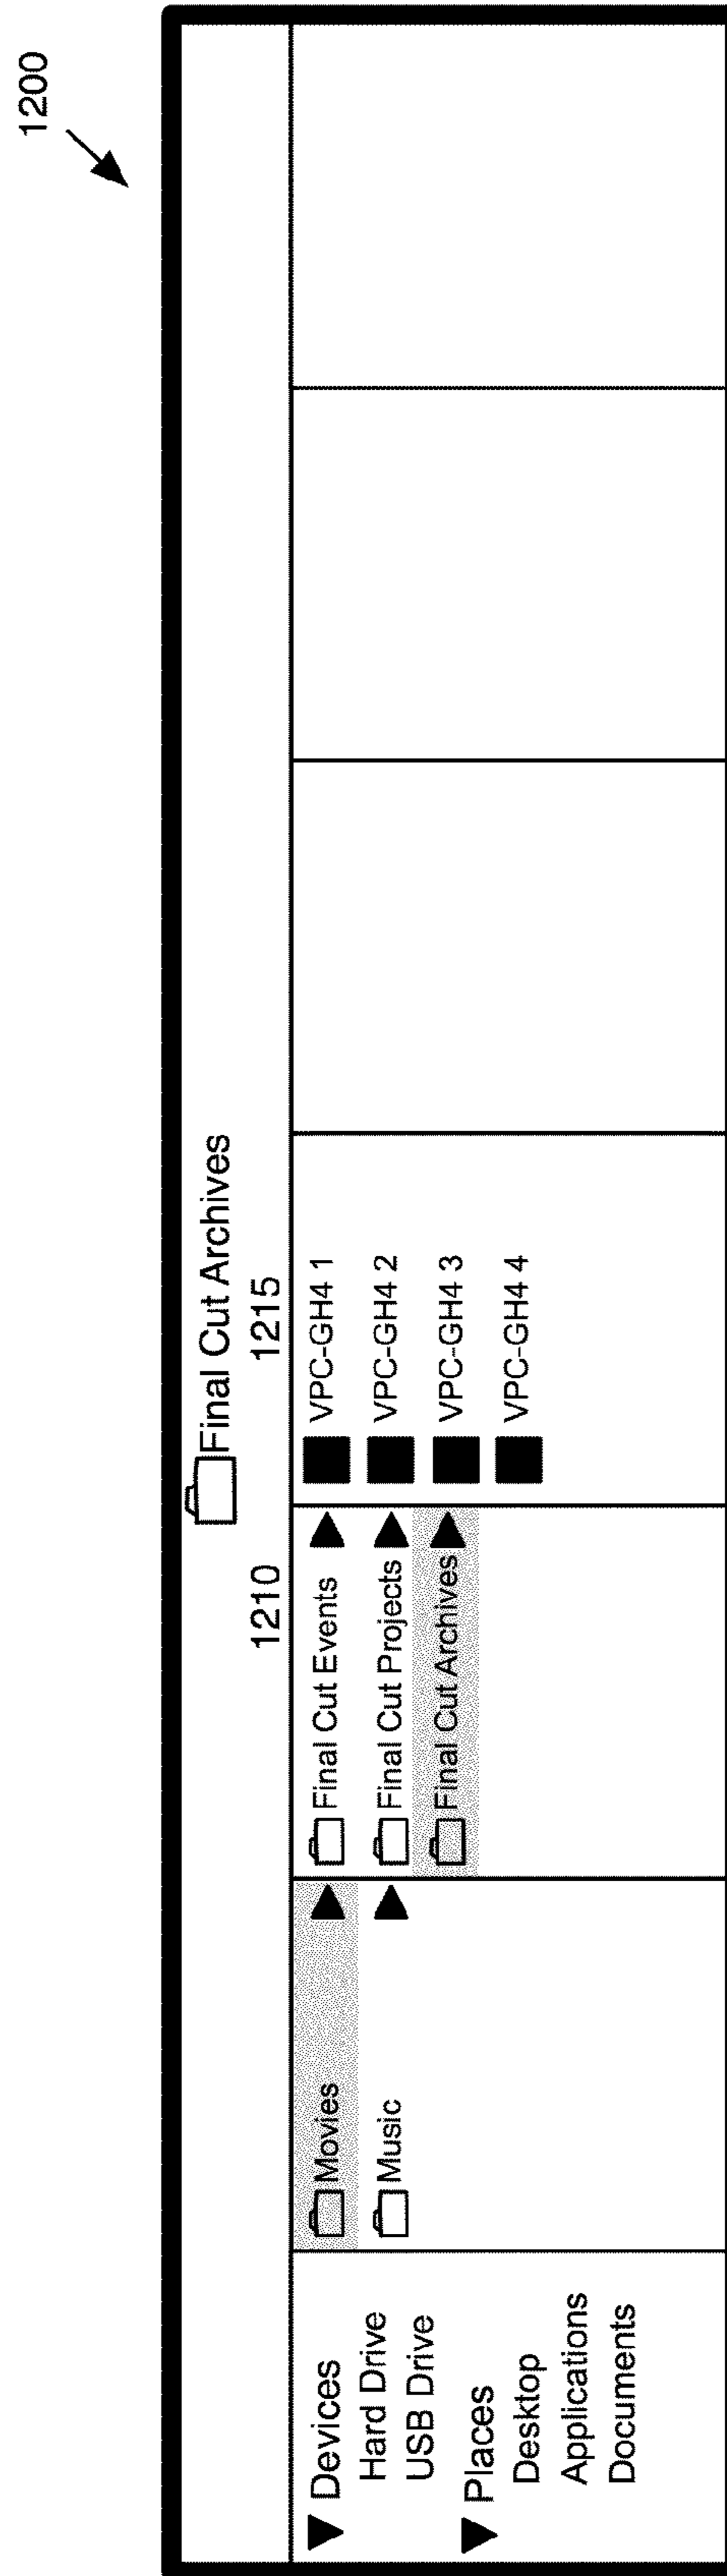 1200
Final Cut Archives
1210
1215
Devices
Hard Drive
USB Drive
Places
Desktop
Applications
Documents
Movies
Music
Final Cut Events
Final Cut Projects
Final Cut Archives
VPC-GH4 1
VPC-GH4 2
VPC-GH4 3
VPC-GH4 4